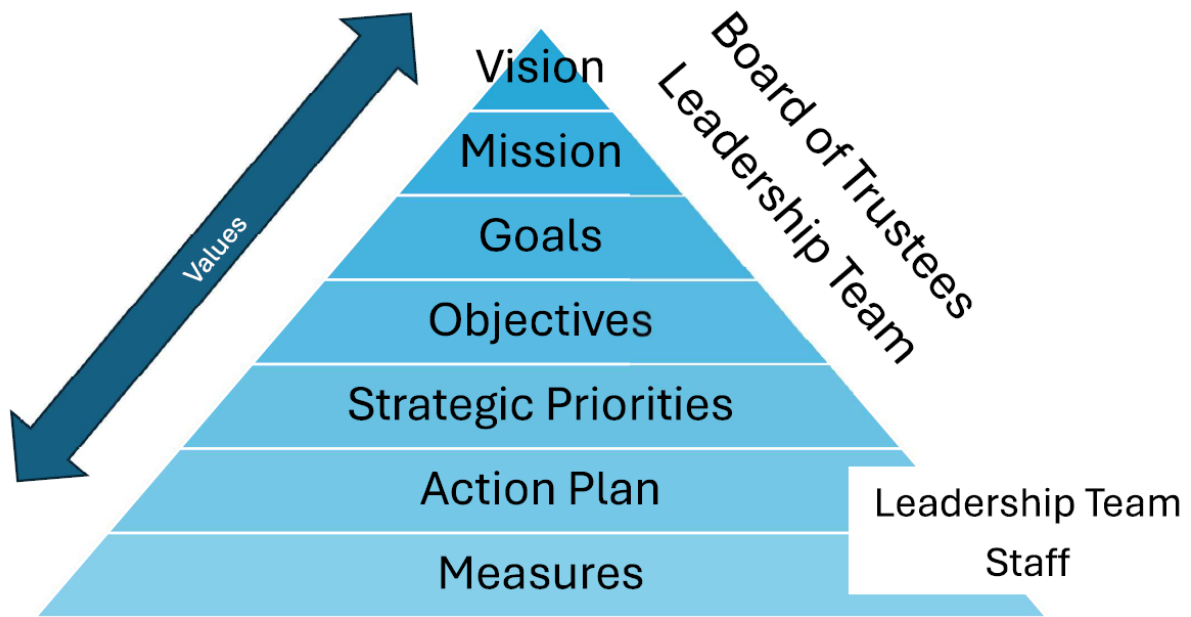 Vision
Mission
Goals
Objectives
Strategic Priorities
Action Plan
Measures
Values
Board of Trustees
Leadership Team
Leadership Team
Staff